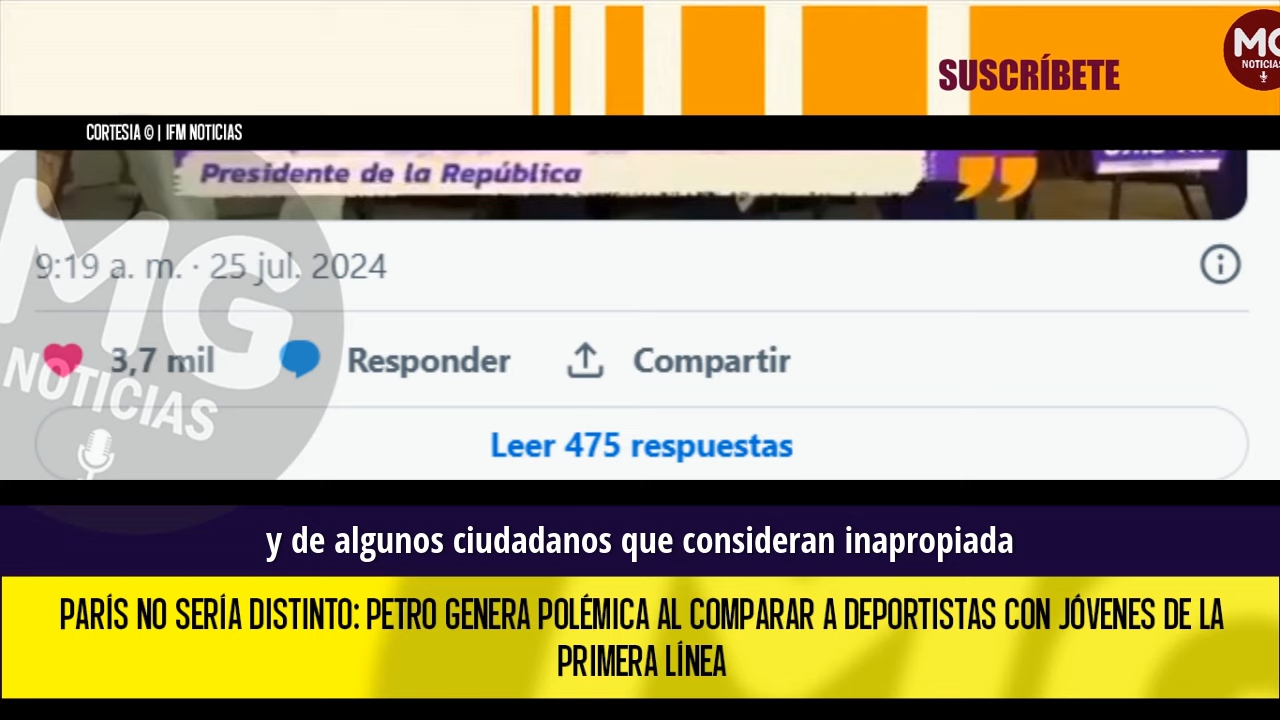 SUSCRÍBETE
MG
NOTICIAS
CORTESIA © | IFM NOTICIAS
Presidente de la República
9:19 a. m. · 25 jul. 2024
3,7 mil
Responder
Compartir
MG
NOTICIAS
Leer 475 respuestas
y de algunos ciudadanos que consideran inapropiada
PARÍS NO SERÍA DISTINTO: PETRO GENERA POLÉMICA AL COMPARAR A DEPORTISTAS CON JÓVENES DE LA
PRIMERA LÍNEA